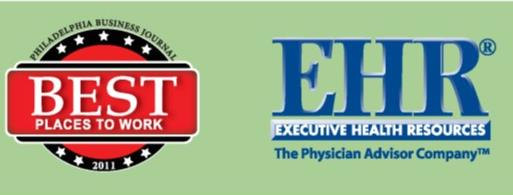 PHILADELPHIA BUSINESS JOURNAL
BEST
PLACES TO WORK
2011
EHR®
EXECUTIVE HEALTH RESOURCES
The Physician Advisor Company™